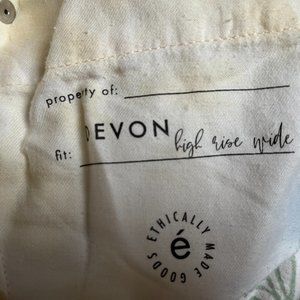 property of:
fit: DEVON high rise wide
ETHICALLY MADE GOODS
é